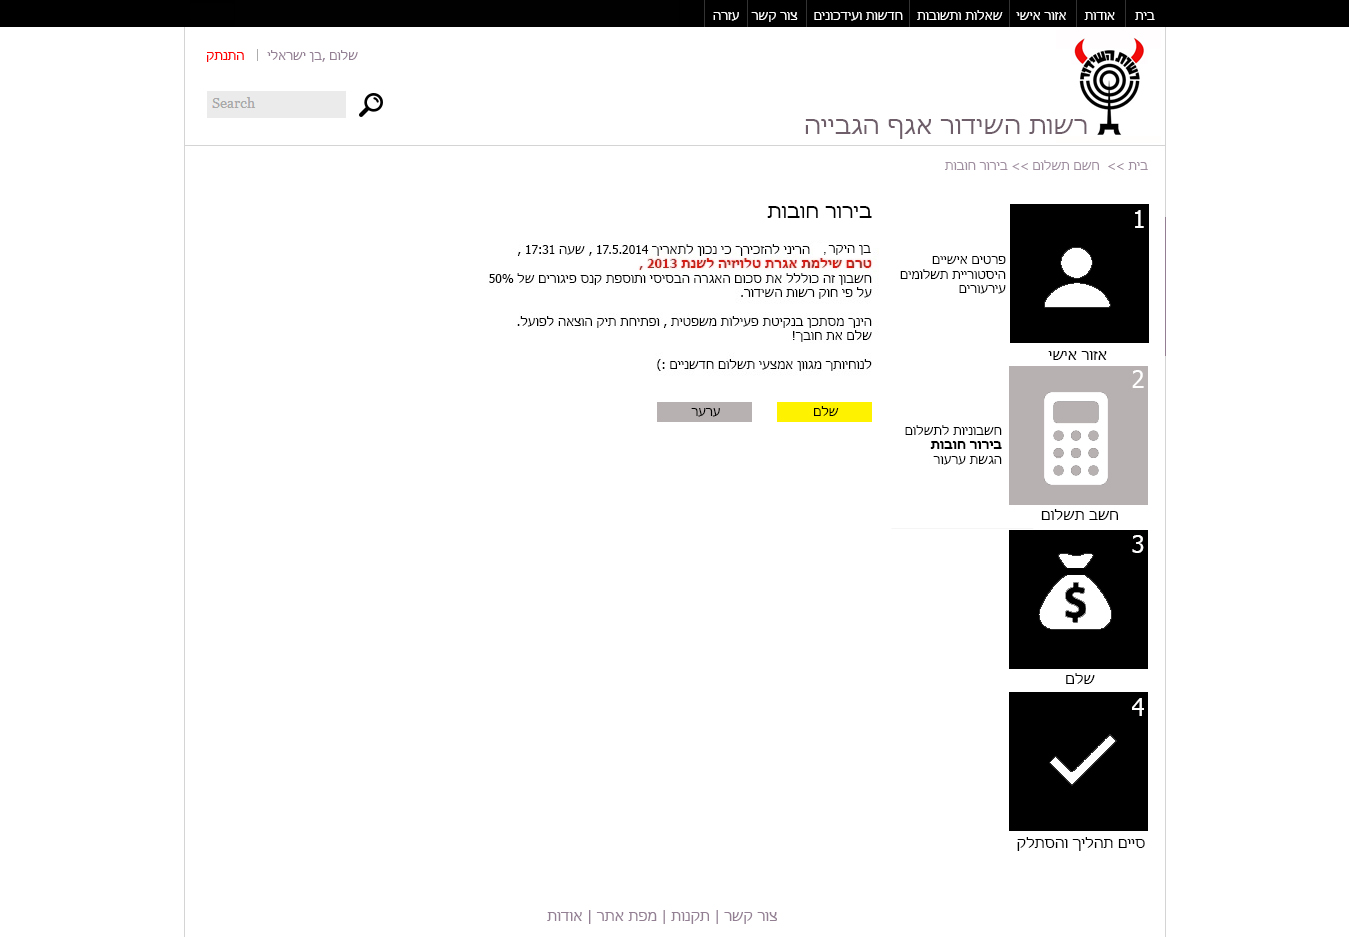 בית | אודות | אזור אישי | שאלות ותשובות | חדשות ועידכונים | צור קשר | עזרה
שלום ,בן ישראלי | התנתק
Search
רשות השידור
רשות השידור אגף הגבייה
בית >> חשם תשלום >> בירור חובות
1
פרטים אישיים
היסטוריית תשלומים
עירעורים
אזור אישי
2
חשבוניות לתשלום
בירור חובות
הגשת ערעור
חשב תשלום
3
$
שלם
4
סיים תהליך והסתלק
בירור חובות
בן היקר , הריני להזכירך כי נכון לתאריך 17.5.2014 , שעה 17:31 ,
טרם שילמת אגרת טלויזיה לשנת 2013 ,
חשבון זה כוללל את סכום האגרה הבסיסי ותוספת קנס פיגורים של 50%
על פי חוק רשות השידור.
הינך מסתכן בנקיטת פעילות משפטית , ופתיחת תיק הוצאה לפועל.
שלם את חובך!
לנוחיותך מגוון אמצעי תשלום חדשניים :)
שלם
ערער
צור קשר | תקנות | מפת אתר | אודות